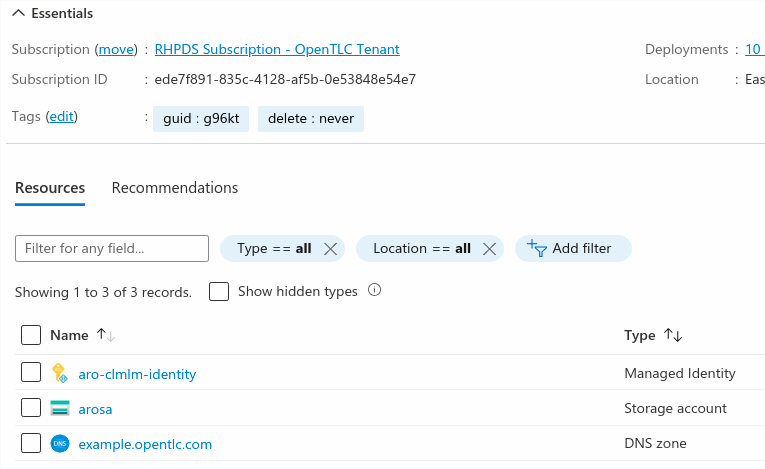 Essentials
Subscription (move) : RHPDS Subscription - OpenTLC Tenant Deployments : 10
Subscription ID : ede7f891-835c-4128-af5b-0e53848e54e7 Location : Eas
Tags (edit) : guid : g96kt delete : never
Resources Recommendations
Filter for any field... Type == all Location == all Add filter
Showing 1 to 3 of 3 records. Show hidden types
Name Type
aro-clmlm-identity Managed Identity
arosa Storage account
DNS example.opentlc.com DNS zone